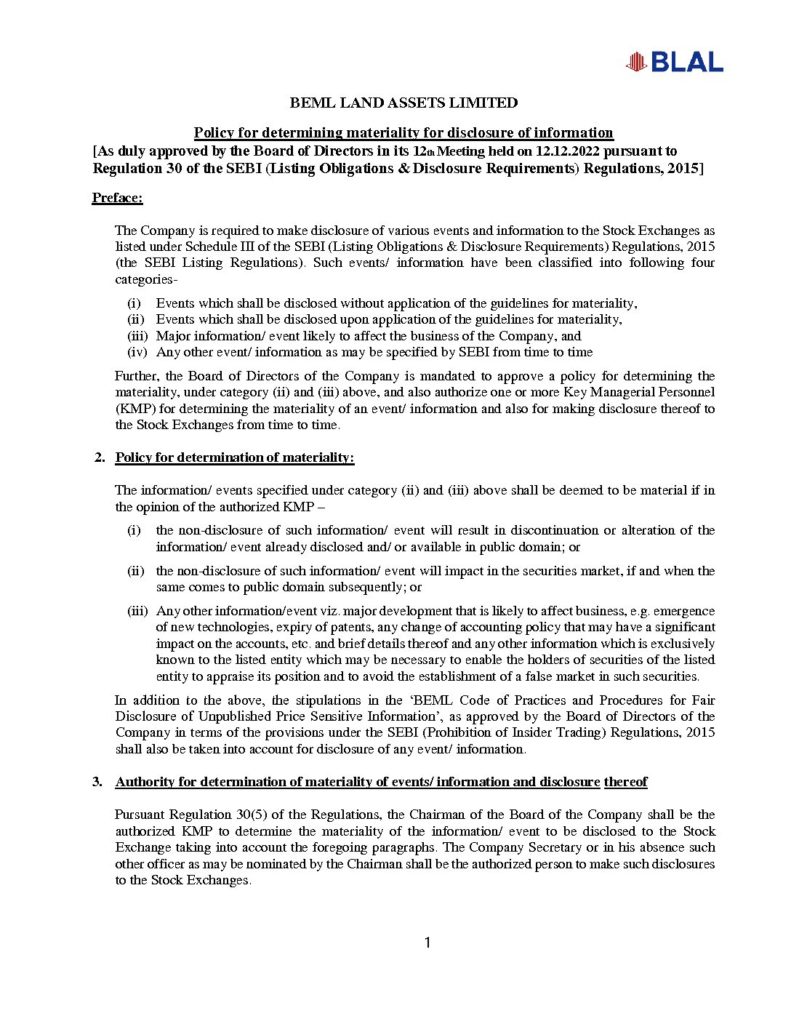 BLAL
BEML LAND ASSETS LIMITED
Policy for determining materiality for disclosure of information
[As duly approved by the Board of Directors in its 12th Meeting held on 12.12.2022 pursuant to
Regulation 30 of the SEBI (Listing Obligations & Disclosure Requirements) Regulations, 2015]
Preface:
The Company is required to make disclosure of various events and information to the Stock Exchanges as
listed under Schedule III of the SEBI (Listing Obligations & Disclosure Requirements) Regulations, 2015
(the SEBI Listing Regulations). Such events/ information have been classified into following four
categories-
(i) Events which shall be disclosed without application of the guidelines for materiality,
(ii) Events which shall be disclosed upon application of the guidelines for materiality,
(iii) Major information/ event likely to affect the business of the Company, and
(iv) Any other event/ information as may be specified by SEBI from time to time
Further, the Board of Directors of the Company is mandated to approve a policy for determining the
materiality, under category (ii) and (iii) above, and also authorize one or more Key Managerial Personnel
(KMP) for determining the materiality of an event/ information and also for making disclosure thereof to
the Stock Exchanges from time to time.
2. Policy for determination of materiality:
The information/ events specified under category (ii) and (iii) above shall be deemed to be material if in
the opinion of the authorized KMP –
(i) the non-disclosure of such information/ event will result in discontinuation or alteration of the
information/ event already disclosed and/ or available in public domain; or
(ii) the non-disclosure of such information/ event will impact in the securities market, if and when the
same comes to public domain subsequently; or
(iii) Any other information/event viz. major development that is likely to affect business, e.g. emergence
of new technologies, expiry of patents, any change of accounting policy that may have a significant
impact on the accounts, etc. and brief details thereof and any other information which is exclusively
known to the listed entity which may be necessary to enable the holders of securities of the listed
entity to appraise its position and to avoid the establishment of a false market in such securities.
In addition to the above, the stipulations in the ‘BEML Code of Practices and Procedures for Fair
Disclosure of Unpublished Price Sensitive Information’, as approved by the Board of Directors of the
Company in terms of the provisions under the SEBI (Prohibition of Insider Trading) Regulations, 2015
shall also be taken into account for disclosure of any event/ information.
3. Authority for determination of materiality of events/ information and disclosure thereof
Pursuant Regulation 30(5) of the Regulations, the Chairman of the Board of the Company shall be the
authorized KMP to determine the materiality of the information/ event to be disclosed to the Stock
Exchange taking into account the foregoing paragraphs. The Company Secretary or in his absence such
other officer as may be nominated by the Chairman shall be the authorized person to make such disclosures
to the Stock Exchanges.
1